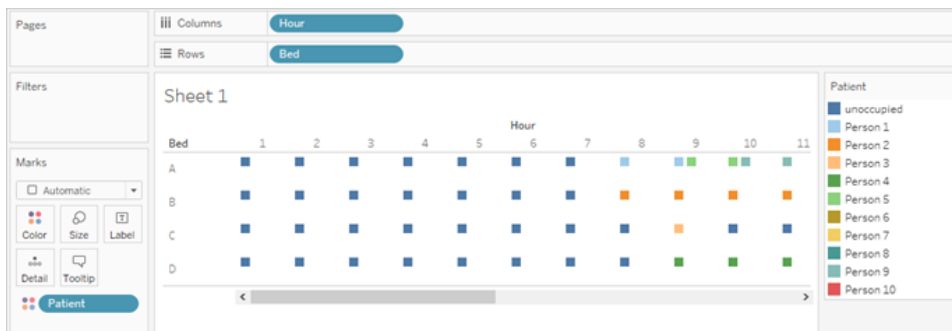 Pages
Columns
Hour
Rows
Bed
Filters
Sheet 1
Patient
unoccupied
Person 1
Person 2
Person 3
Person 4
Person 5
Person 6
Person 7
Person 8
Person 9
Person 10
Hour
Bed 1 2 3 4 5 6 7 8 9 10 11
A
B
C
D
Marks
Automatic
Color Size Label
Detail Tooltip
Patient